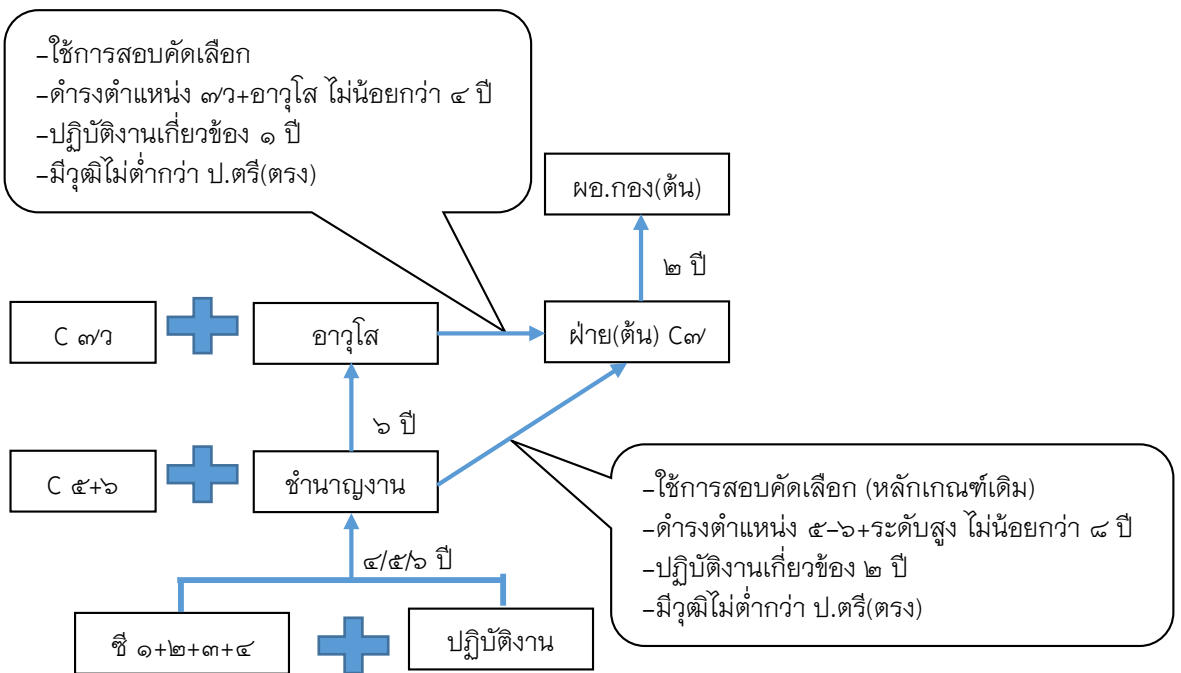 -ใช้การสอบคัดเลือก
-ดำรงตำแหน่ง ๗ว+อาวุโส ไม่น้อยกว่า ๔ ปี
-ปฏิบัติงานเกี่ยวข้อง ๑ ปี
-มีวุฒิไม่ต่ำกว่า ป.ตรี(ตรง)
ผอ.กอง(ต้น)
๒ ปี
C ๗ว
อาวุโส
ฝ่าย(ต้น) C๗
๖ ปี
C ๕+๖
ชำนาญงาน
-ใช้การสอบคัดเลือก (หลักเกณฑ์เดิม)
-ดำรงตำแหน่ง ๕-๖+ระดับสูง ไม่น้อยกว่า ๘ ปี
-ปฏิบัติงานเกี่ยวข้อง ๒ ปี
-มีวุฒิไม่ต่ำกว่า ป.ตรี(ตรง)
๔/๕/๖ ปี
ซี ๑+๒+๓+๔
ปฏิบัติงาน